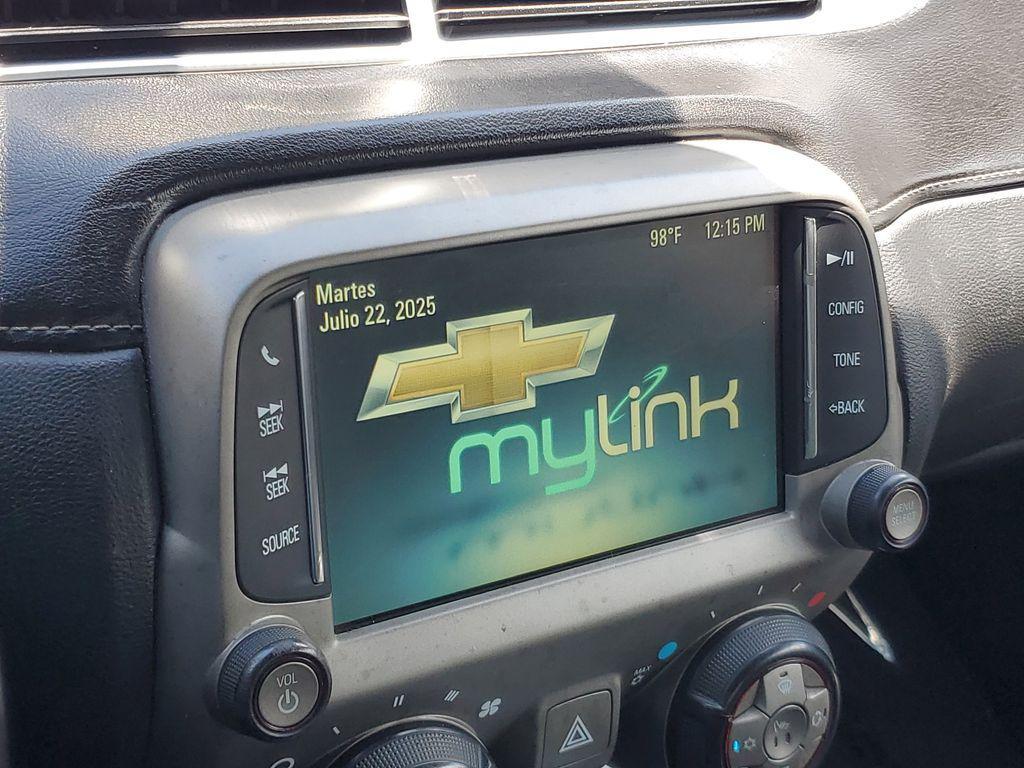 98°F 12:15 PM
Martes
Julio 22, 2025
mylink
SEEK
SEEK
SOURCE
VOL
CONFIG
TONE
BACK
MENU
SELECT
MAX